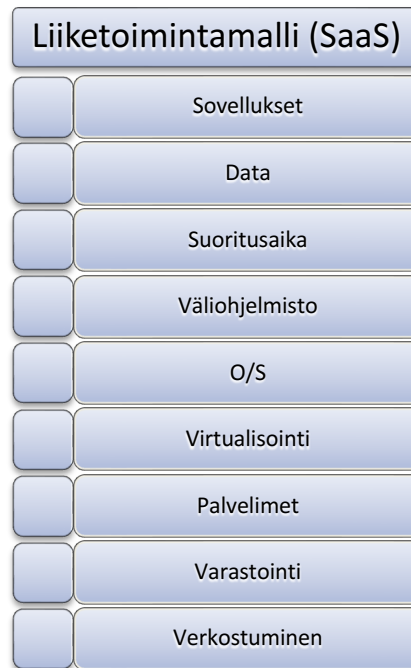 Liiketoimintamalli (SaaS)
Sovellukset
Data
Suoritusaika
Väliohjelmisto
O/S
Virtualisointi
Palvelimet
Varastointi
Verkostuminen